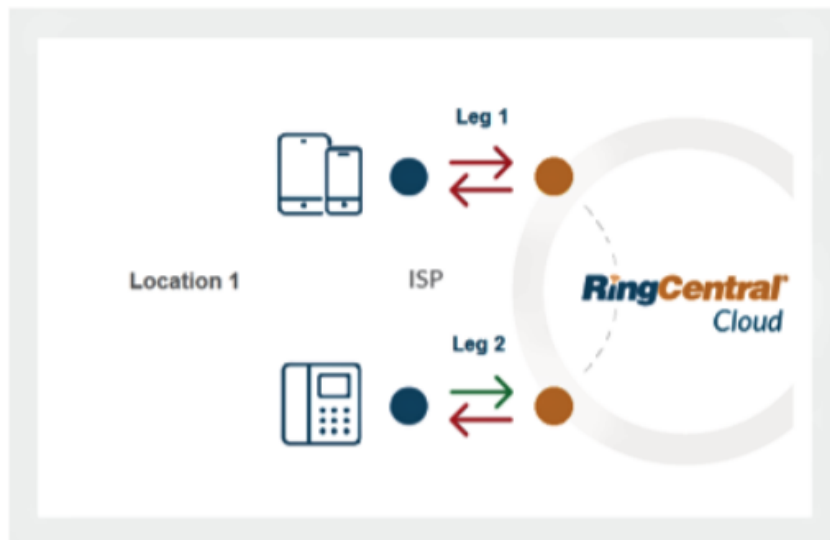 Leg 1
Location 1
ISP
RingCentral
Cloud
Leg 2